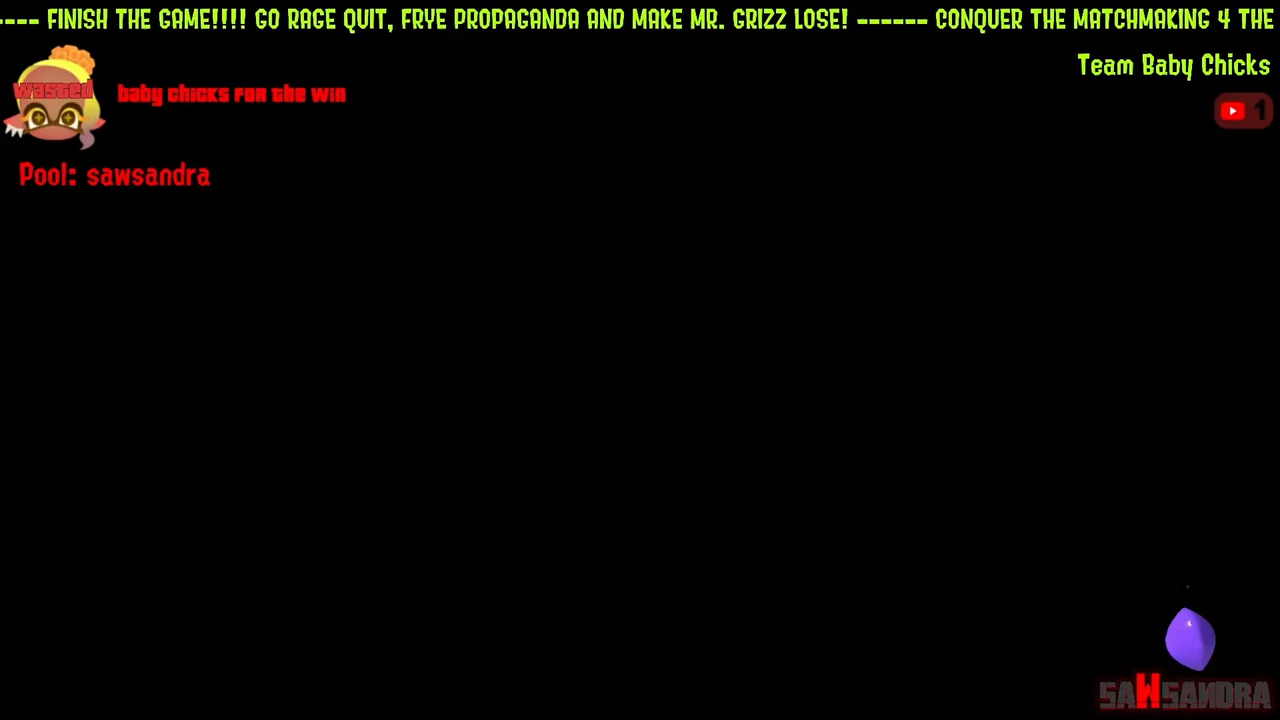 ---- FINISH THE GAME!!!! GO RAGE QUIT, FRYE PROPAGANDA AND MAKE MR. GRIZZ LOSE! ------ CONQUER THE MATCHMAKING 4 THE
Team Baby Chicks
wasted
baby chicks for the win
1
Pool: sawsandra
SAWSANDRA